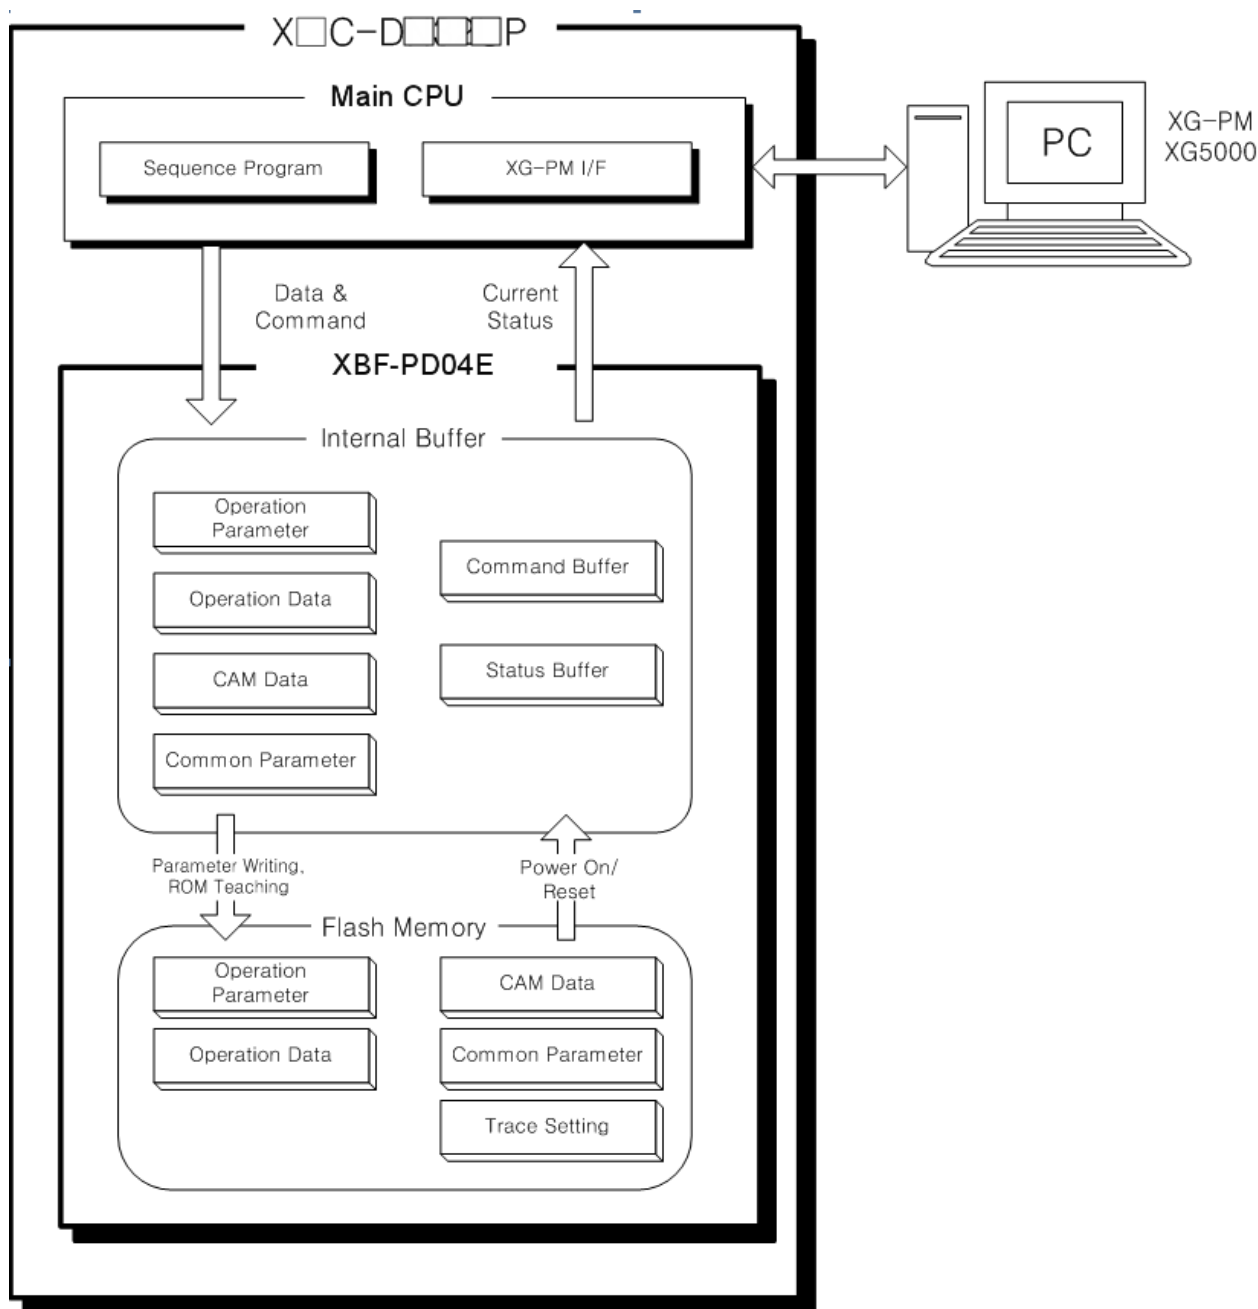 X□C-D□□□□P
Main CPU
Sequence Program
XG-PM I/F
PC
XG-PM
XG5000
Data &
Command
Current
Status
XBF-PD04E
Internal Buffer
Operation
Parameter
Operation Data
CAM Data
Common Parameter
Command Buffer
Status Buffer
Parameter Writing,
ROM Teaching
Power On/
Reset
Flash Memory
Operation
Parameter
Operation Data
CAM Data
Common Parameter
Trace Setting